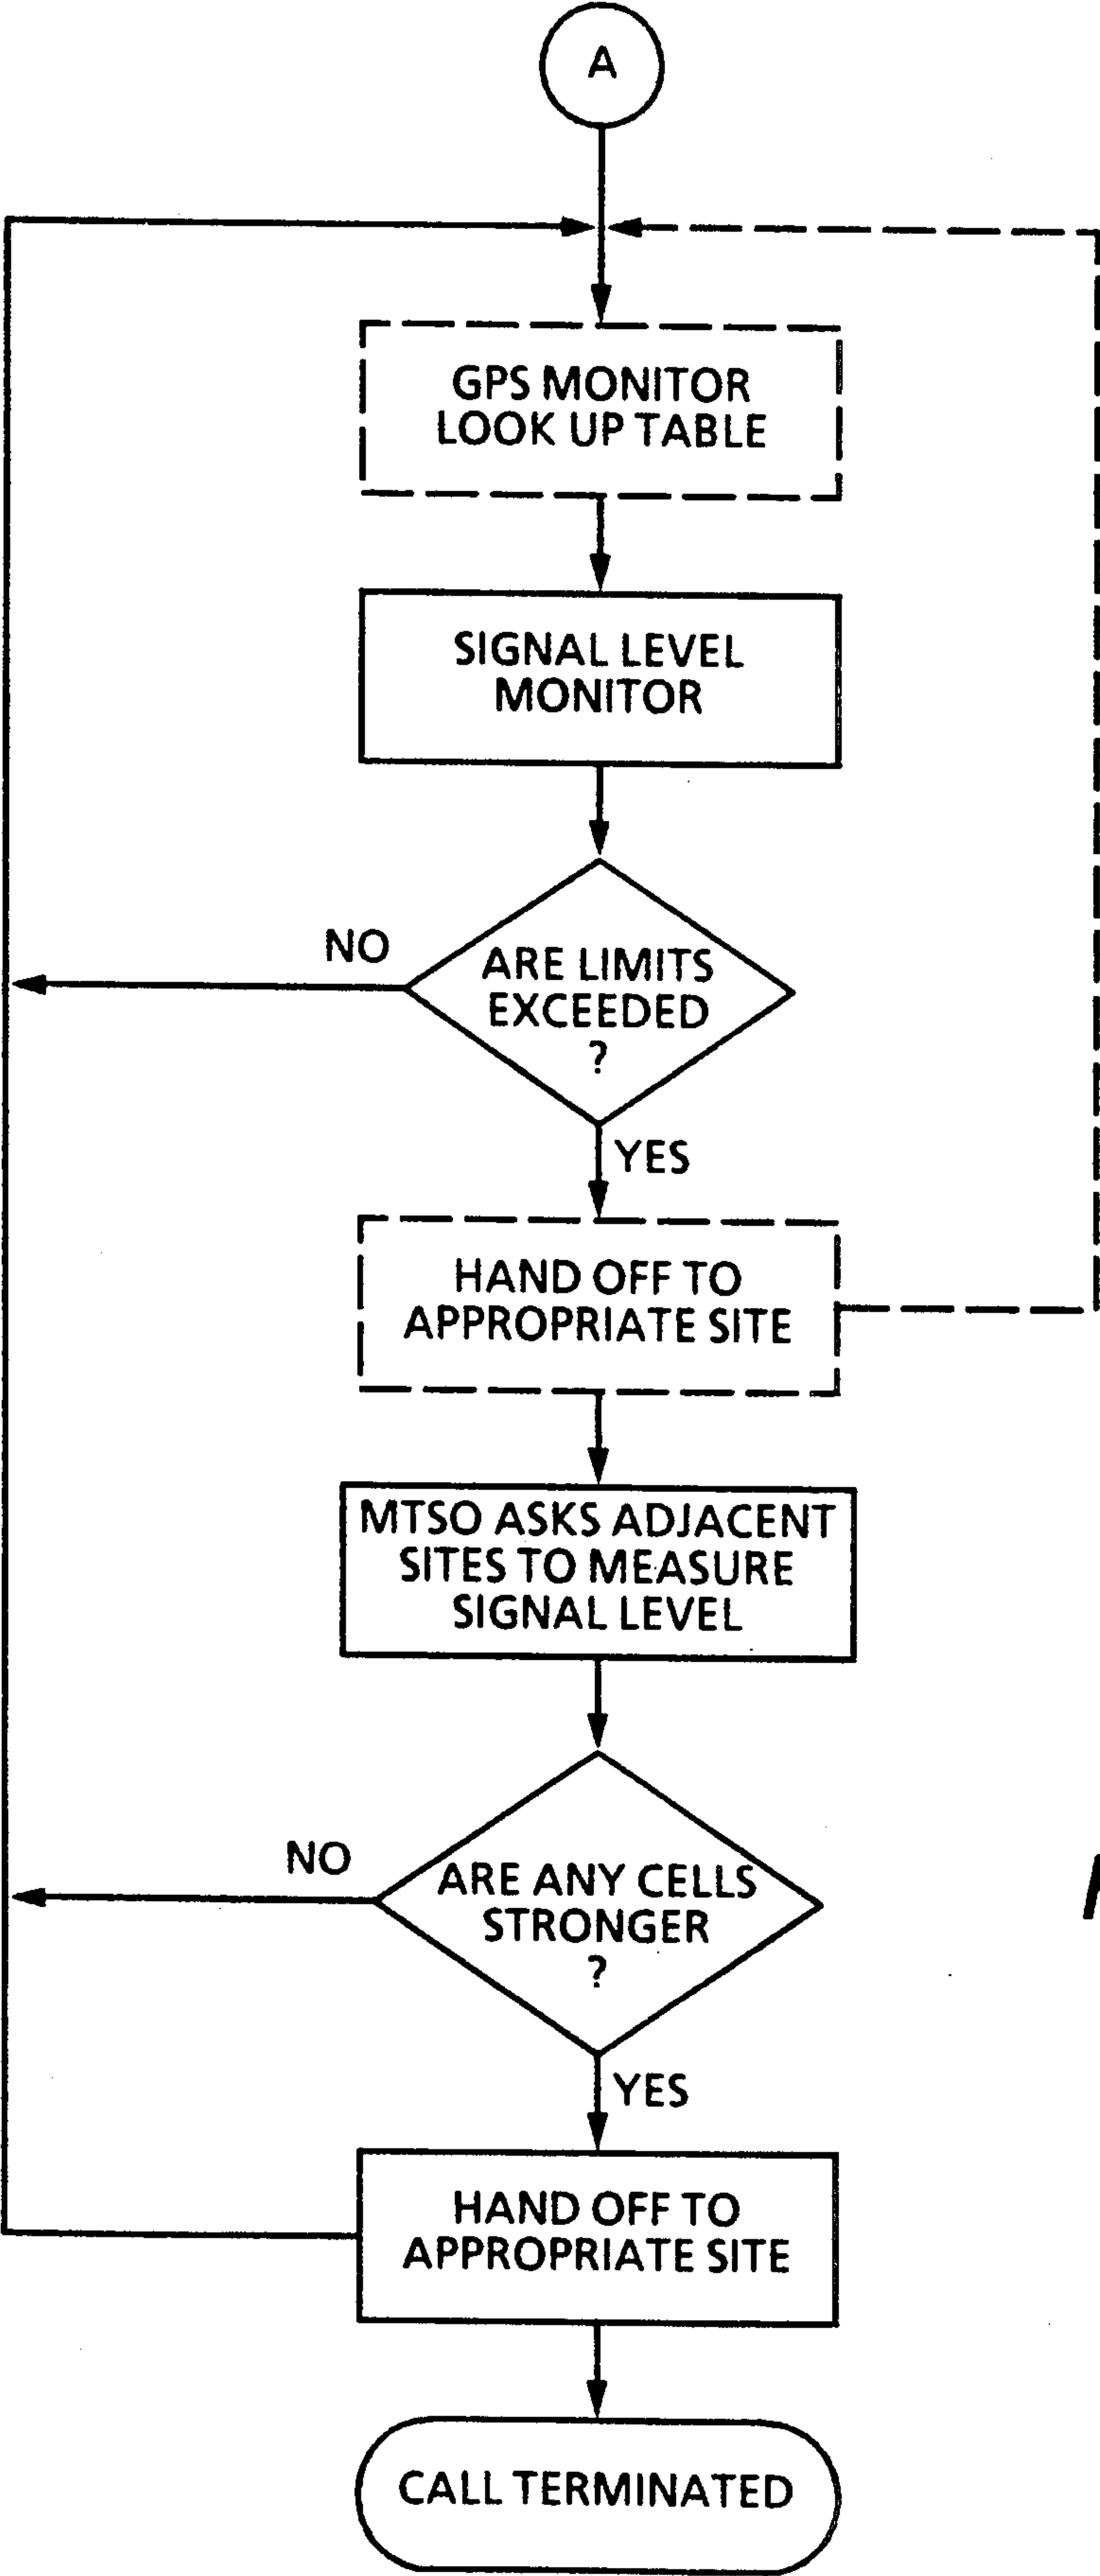 A
GPS MONITOR
LOOK UP TABLE
SIGNAL LEVEL
MONITOR
NO
ARE LIMITS
EXCEEDED
?
YES
HAND OFF TO
APPROPRIATE SITE
MTSO ASKS ADJACENT
SITES TO MEASURE
SIGNAL LEVEL
NO
ARE ANY CELLS
STRONGER
?
YES
HAND OFF TO
APPROPRIATE SITE
CALL TERMINATED